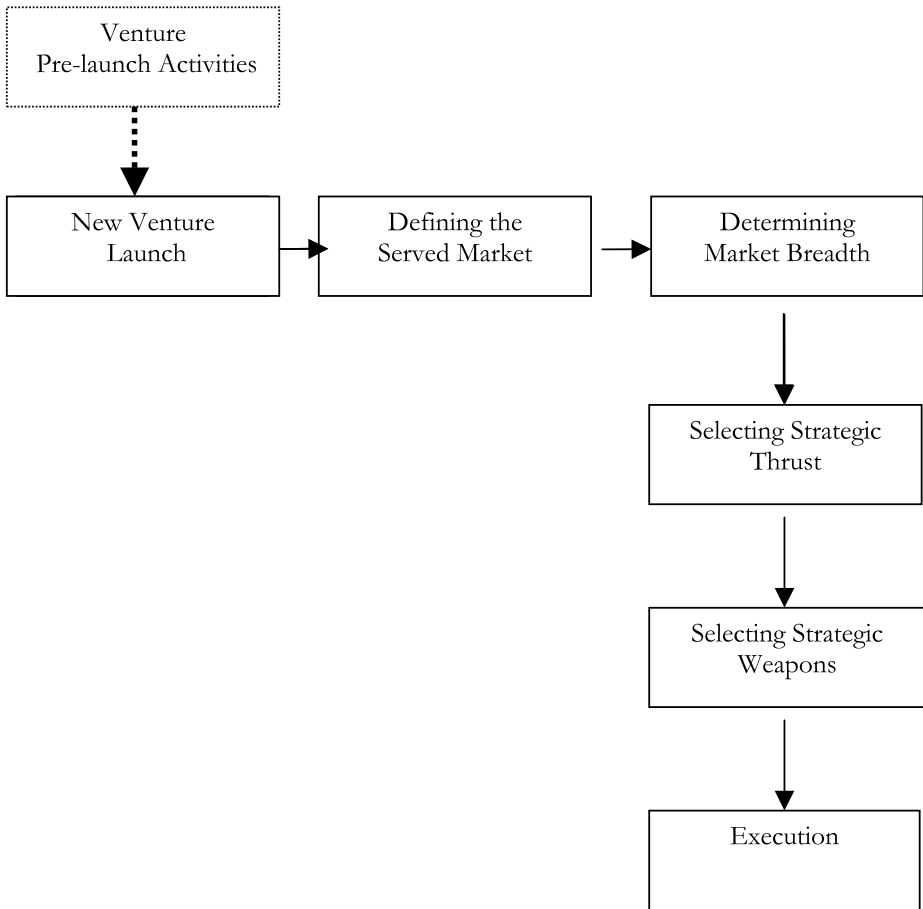 Venture
Pre-launch Activities
New Venture
Launch
Defining the
Served Market
Determining
Market Breadth
Selecting Strategic
Thrust
Selecting Strategic
Weapons
Execution